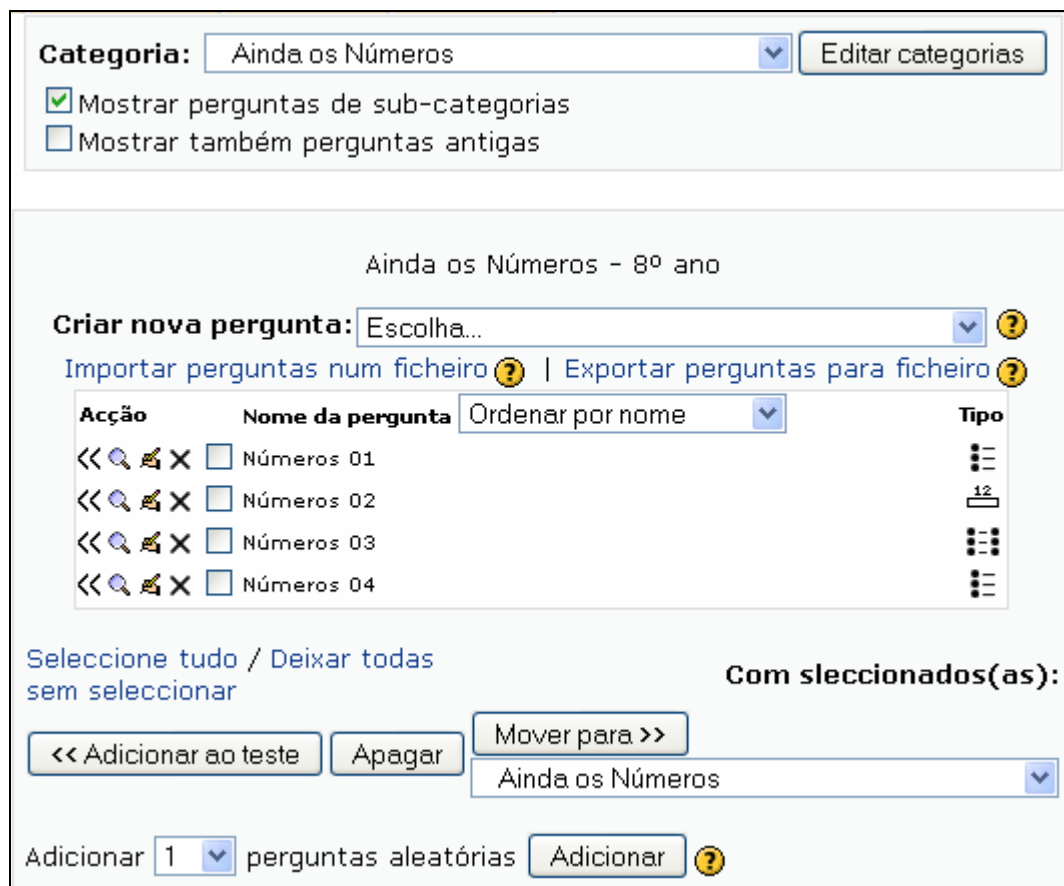 Categoria: Ainda os Números Editar categorias
Mostrar perguntas de sub-categorias
Mostrar também perguntas antigas
Ainda os Números - 8º ano
Criar nova pergunta: Escolha... ?
Importar perguntas num ficheiro ? | Exportar perguntas para ficheiro ?
Acção Nome da pergunta Ordenar por nome Tipo
Números 01
Números 02 12
Números 03
Números 04
Seleccione tudo / Deixar todas
sem seleccionar
Com sleccionados(as):
<< Adicionar ao teste Apagar Mover para >>
Ainda os Números
Adicionar 1 perguntas aleatórias Adicionar ?